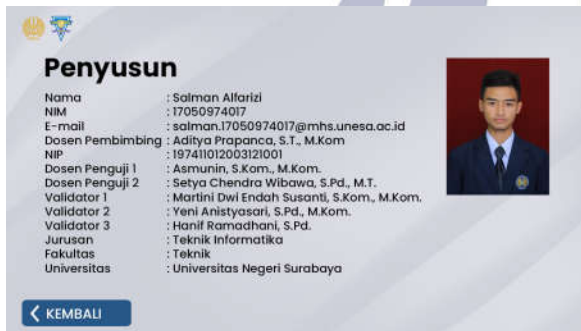 Penyusun
Nama : Salman Alfarizi
NIM : 17050974017
E-mail : salman.17050974017@mhs.unesa.ac.id
Dosen Pembimbing : Aditya Prapanca, S.T., M.Kom
NIP : 197411012003121001
Dosen Penguji 1 : Asmunin, S.Kom., M.Kom.
Dosen Penguji 2 : Setya Chendra Wibawa, S.Pd., M.T.
Validator 1 : Martini Dwi Endah Susanti, S.Kom., M.Kom.
Validator 2 : Yeni Anistyasari, S.Pd., M.Kom.
Validator 3 : Hanif Ramadhani, S.Pd.
Jurusan : Teknik Informatika
Fakultas : Teknik
Universitas : Universitas Negeri Surabaya
KEMBALI